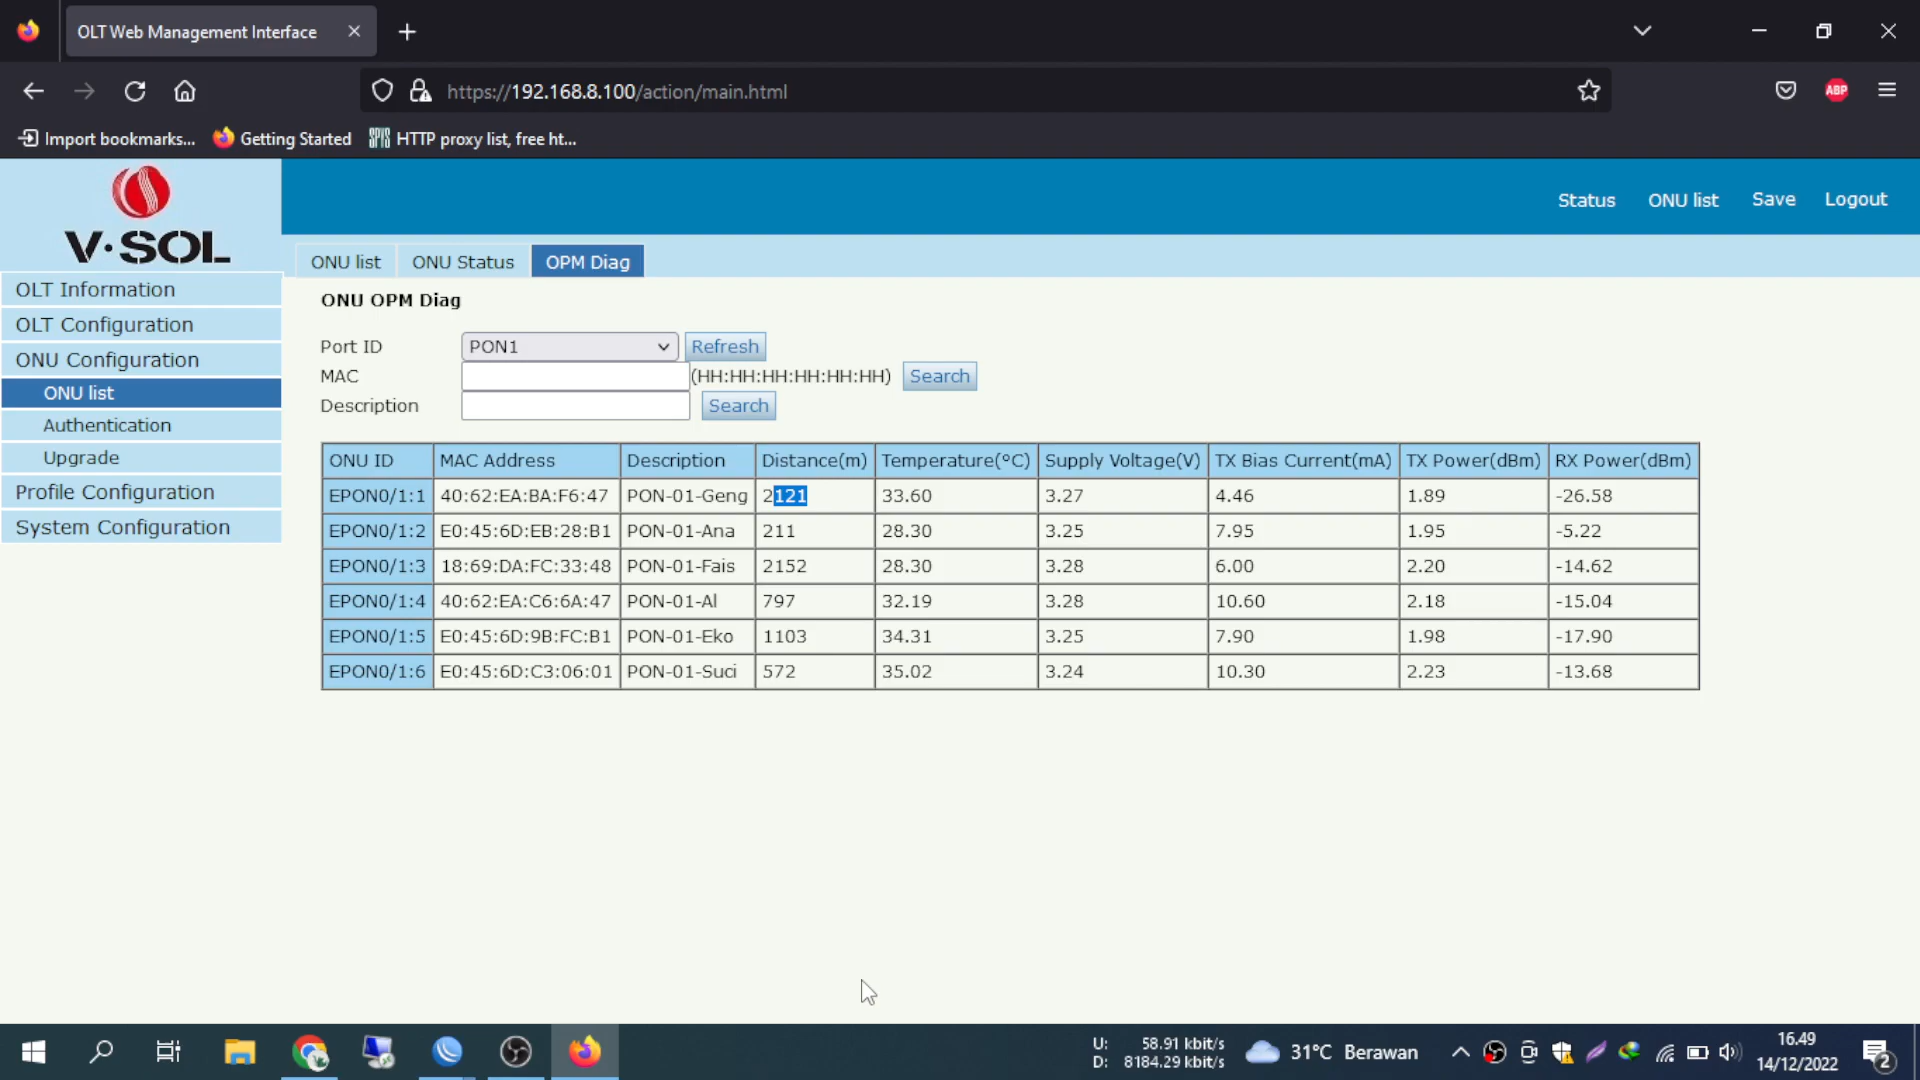 OLT Web Management Interface
https://192.168.8.100/action/main.html
ABP
Import bookmarks...
Getting Started
HTTP proxy list, free ht...
V·SOL
Status
ONU list
Save
Logout
ONU list
ONU Status
OPM Diag
OLT Information
OLT Configuration
ONU Configuration
ONU list
Authentication
Upgrade
Profile Configuration
System Configuration
ONU OPM Diag
Port ID PON1 Refresh
MAC (HH:HH:HH:HH:HH:HH) Search
Description Search
ONU ID MAC Address Description Distance(m) Temperature(°C) Supply Voltage(V) TX Bias Current(mA) TX Power(dBm) RX Power(dBm)
EPON0/1:1 40:62:EA:BA:F6:47 PON-01-Geng 2121 33.60 3.27 4.46 1.89 -26.58
EPON0/1:2 E0:45:6D:EB:28:B1 PON-01-Ana 211 28.30 3.25 7.95 1.95 -5.22
EPON0/1:3 18:69:DA:FC:33:48 PON-01-Fais 2152 28.30 3.28 6.00 2.20 -14.62
EPON0/1:4 40:62:EA:C6:6A:47 PON-01-Al 797 32.19 3.28 10.60 2.18 -15.04
EPON0/1:5 E0:45:6D:9B:FC:B1 PON-01-Eko 1103 34.31 3.25 7.90 1.98 -17.90
EPON0/1:6 E0:45:6D:C3:06:01 PON-01-Suci 572 35.02 3.24 10.30 2.23 -13.68
U: 58.91 kbit/s
D: 8184.29 kbit/s
31°C Berawan
16.49
14/12/2022
2